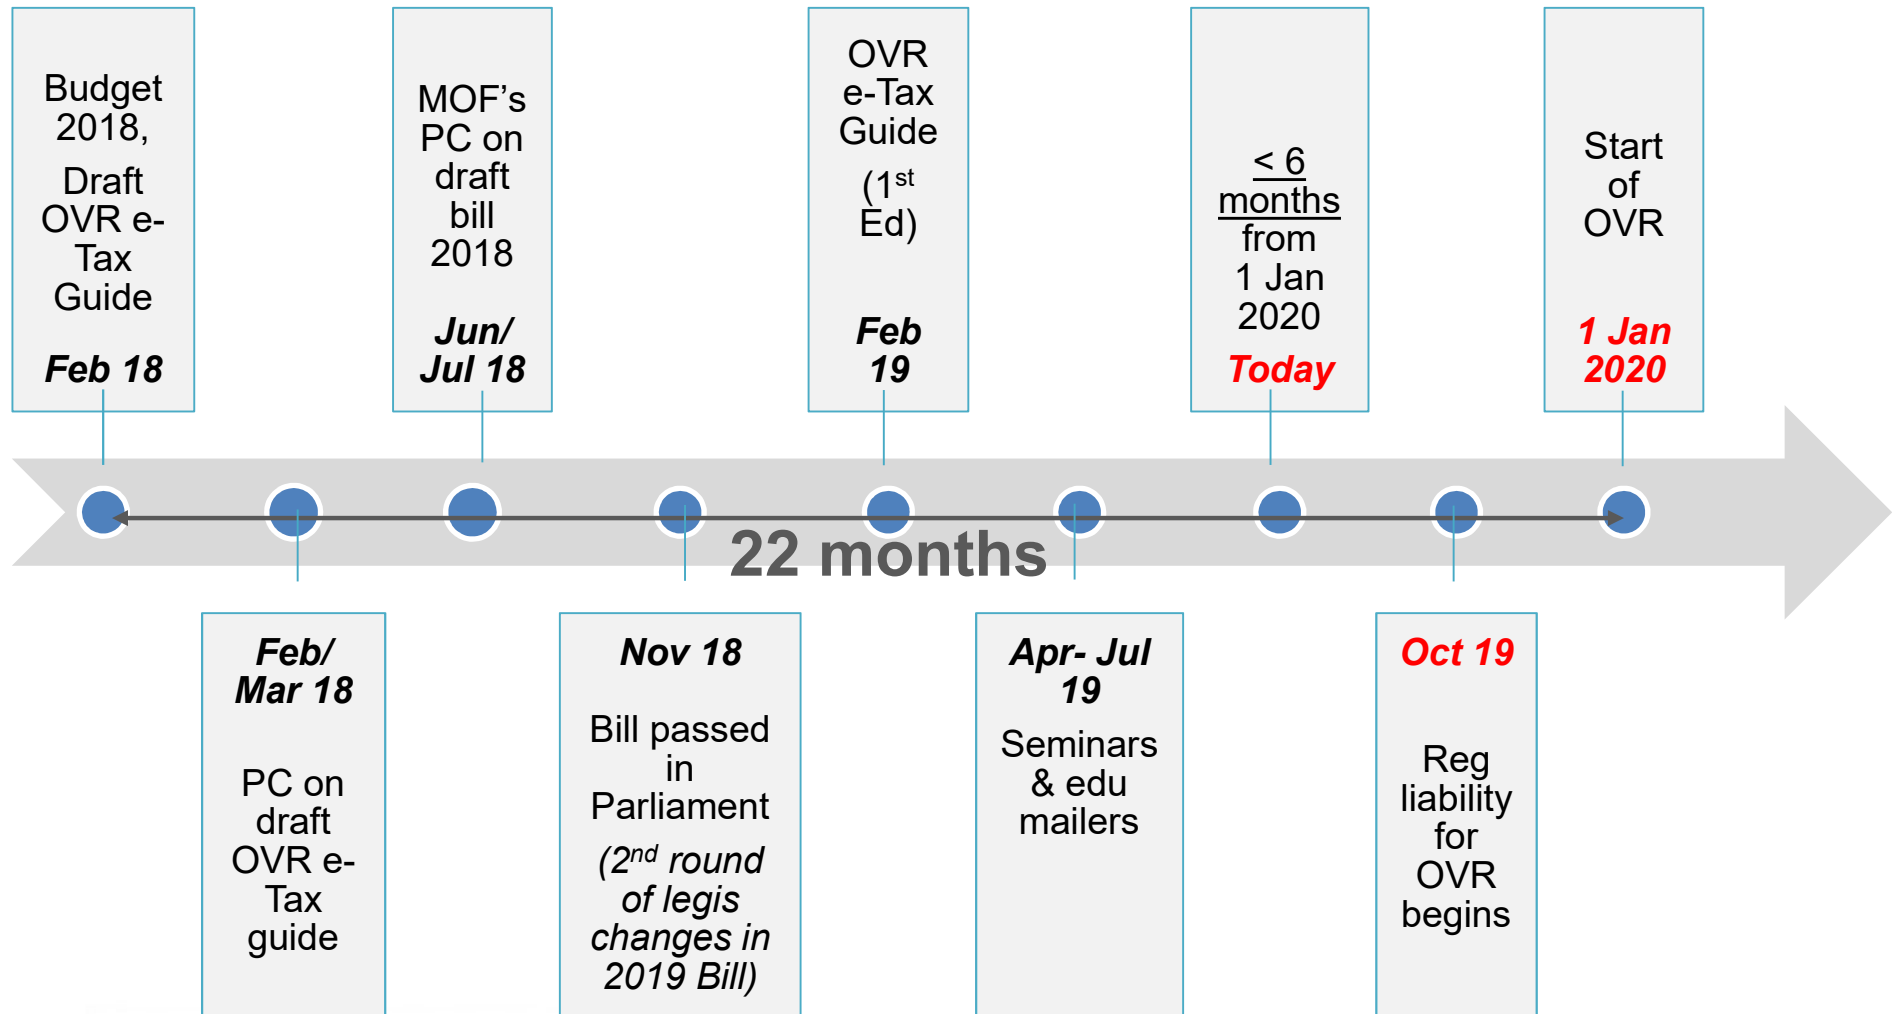 Budget
2018,
Draft
OVR e-
Tax
Guide
Feb 18
MOF’s
PC on
draft
bill
2018
Jun/
Jul 18
OVR
e-Tax
Guide
(1st
Ed)
Feb
19
< 6
months
from
1 Jan
2020
Today
Start
of
OVR
1 Jan
2020
22 months
Feb/
Mar 18
PC on
draft
OVR e-
Tax
guide
Nov 18
Bill passed
in
Parliament
(2nd round
of legis
changes in
2019 Bill)
Apr- Jul
19
Seminars
& edu
mailers
Oct 19
Reg
liability
for
OVR
begins